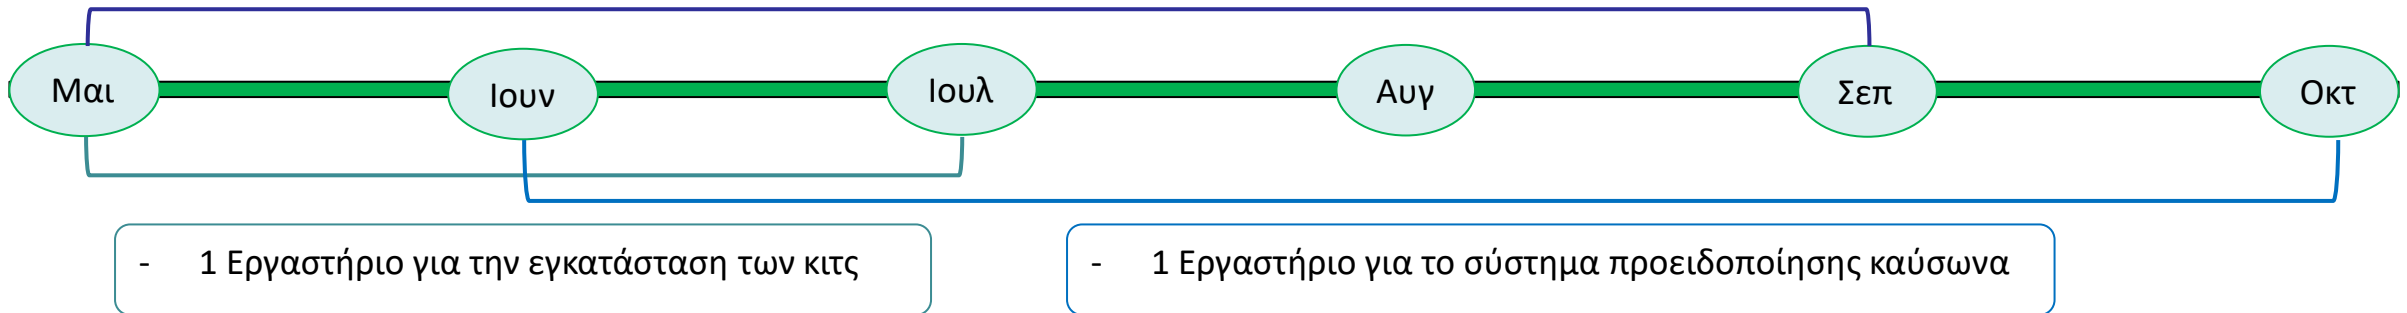 Μαι Ιουν Ιουλ Αυγ Σεπ Οκτ
- 1 Εργαστήριο για την εγκατάσταση των κιτς
- 1 Εργαστήριο για το σύστημα προειδοποίησης καύσωνα